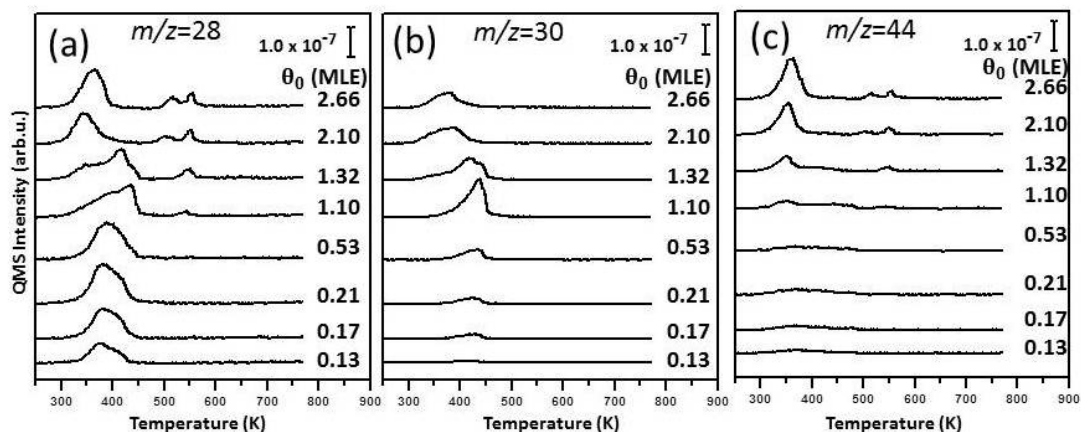 (a) m/z=28
1.0 x 10⁻⁷
θ₀ (MLE)
2.66
2.10
1.32
1.10
0.53
0.21
0.17
0.13
QMS Intensity (arb.u.)
300 400 500 600 700 800 900
Temperature (K)
(b) m/z=30
1.0 x 10⁻⁷
θ₀ (MLE)
2.66
2.10
1.32
1.10
0.53
0.21
0.17
0.13
300 400 500 600 700 800 900
Temperature (K)
(c) m/z=44
1.0 x 10⁻⁷
θ₀ (MLE)
2.66
2.10
1.32
1.10
0.53
0.21
0.17
0.13
300 400 500 600 700 800 900
Temperature (K)